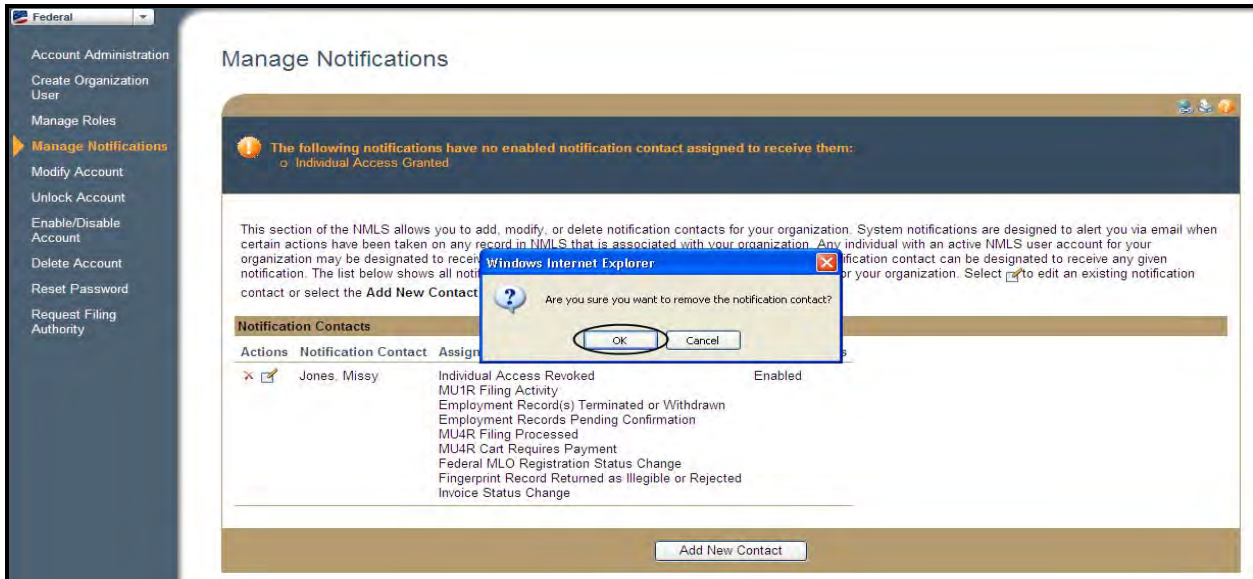 Federal
Account Administration
Create Organization
User
Manage Roles
Manage Notifications
Modify Account
Unlock Account
Enable/Disable
Account
Delete Account
Reset Password
Request Filing
Authority
Manage Notifications
The following notifications have no enabled notification contact assigned to receive them:
o Individual Access Granted
This section of the NMLS allows you to add, modify, or delete notification contacts for your organization. System notifications are designed to alert you via email when
certain actions have been taken on any record in NMLS that is associated with your organization. Any individual with an active NMLS user account for your
organization may be designated to recei ification contact can be designated to receive any given
notification. The list below shows all noti or your organization. Select to edit an existing notification
contact or select the Add New Contact
Windows Internet Explorer
Are you sure you want to remove the notification contact?
OK Cancel
Notification Contacts
Actions Notification Contact Assign s
Jones, Missy Individual Access Revoked Enabled
MU1R Filing Activity
Employment Record(s) Terminated or Withdrawn
Employment Records Pending Confirmation
MU4R Filing Processed
MU4R Cart Requires Payment
Federal MLO Registration Status Change
Fingerprint Record Returned as Illegible or Rejected
Invoice Status Change
Add New Contact